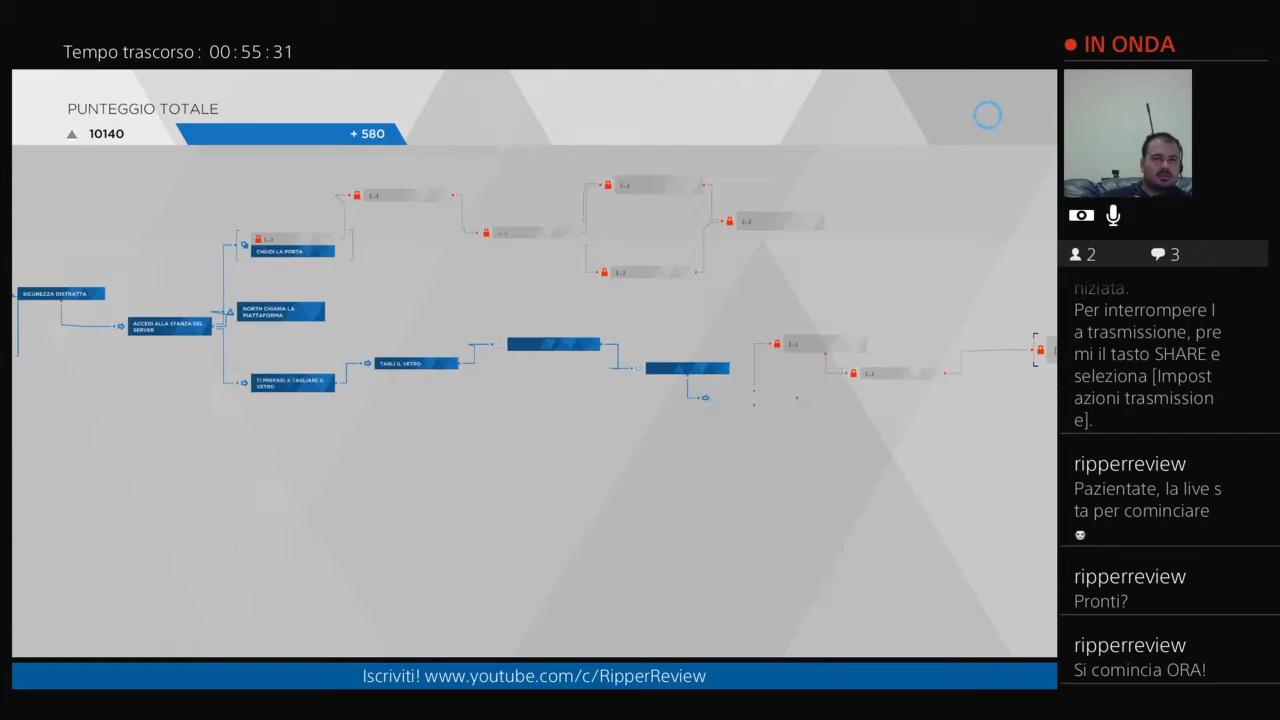 Tempo trascorso: 00:55:31
IN ONDA
PUNTEGGIO TOTALE
10140
+ 580
2
3
[...]
[...]
[...]
[...]
[...]
[...]
CHIUDI LA PORTA
SICUREZZA DISTRATTA
NORTH CHIAMA LA
PIATTAFORMA
ACCEDI ALLA STANZA DEL
SERVER
[...]
TAGLI IL VETRO
[...]
TI PREPARI A TAGLIARE IL
VETRO
niziata.
Per interrompere l
a trasmissione, pre
mi il tasto SHARE e
seleziona [Impost
azioni trasmission
e].
ripperreview
Pazientate, la live s
ta per cominciare
ripperreview
Pronti?
ripperreview
Si comincia ORA!
Iscriviti! www.youtube.com/c/RipperReview